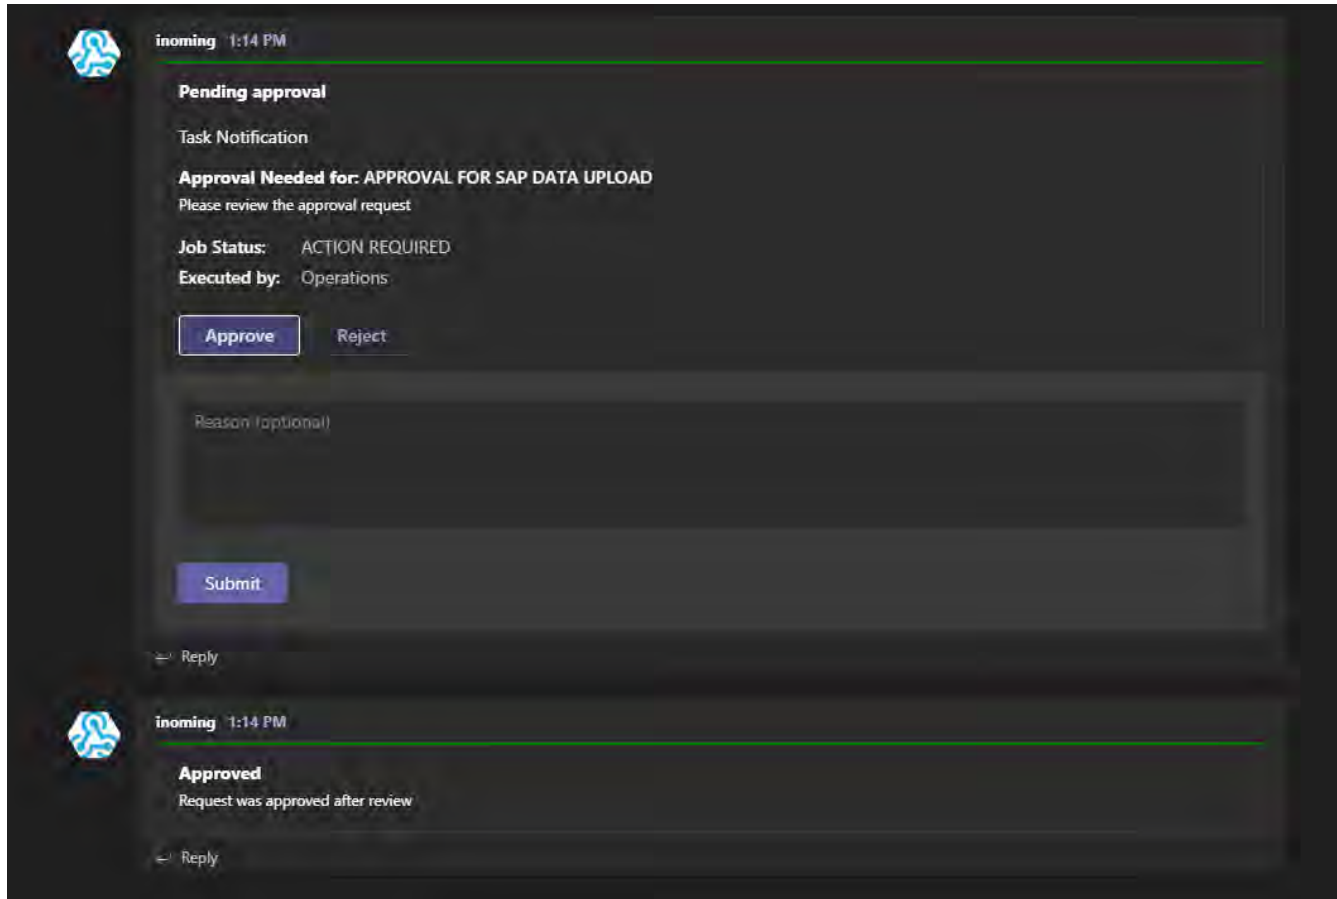 inoming 1:14 PM
Pending approval
Task Notification
Approval Needed for: APPROVAL FOR SAP DATA UPLOAD
Please review the approval request
Job Status: ACTION REQUIRED
Executed by: Operations
Approve Reject
Reason (optional)
Submit
Reply
inoming 1:14 PM
Approved
Request was approved after review
Reply